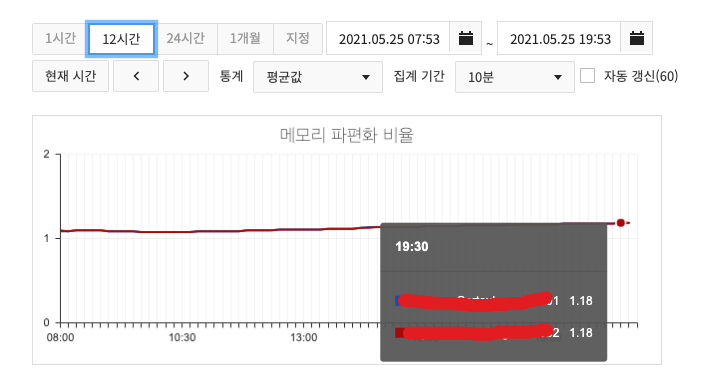 1시간 12시간 24시간 1개월 지정 2021.05.25 07:53 ~ 2021.05.25 19:53
현재 시간 < > 통계 평균값 집계 기간 10분 자동 갱신(60)
메모리 파편화 비율
2
1
0
08:00 10:30 13:00
19:30
1.18
1.18